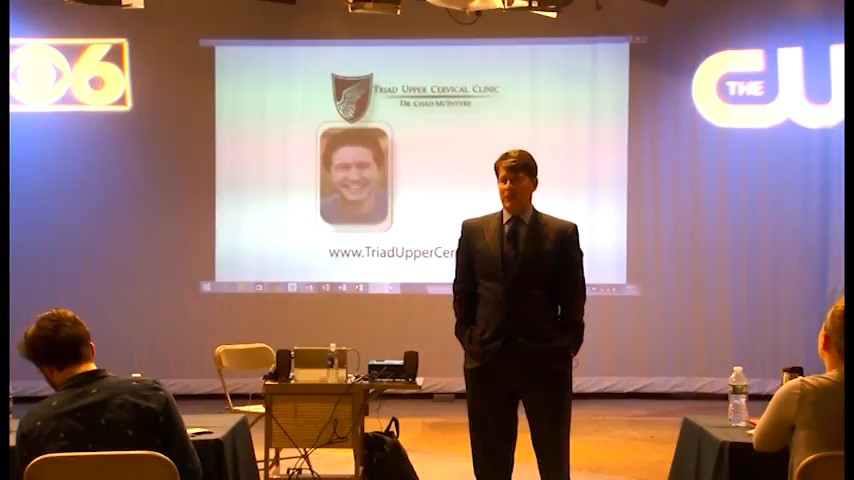 6
THE CW
TRIAD UPPER CERVICAL CLINIC
DR. CHAD MCINTYRE
www.TriadUpperCer